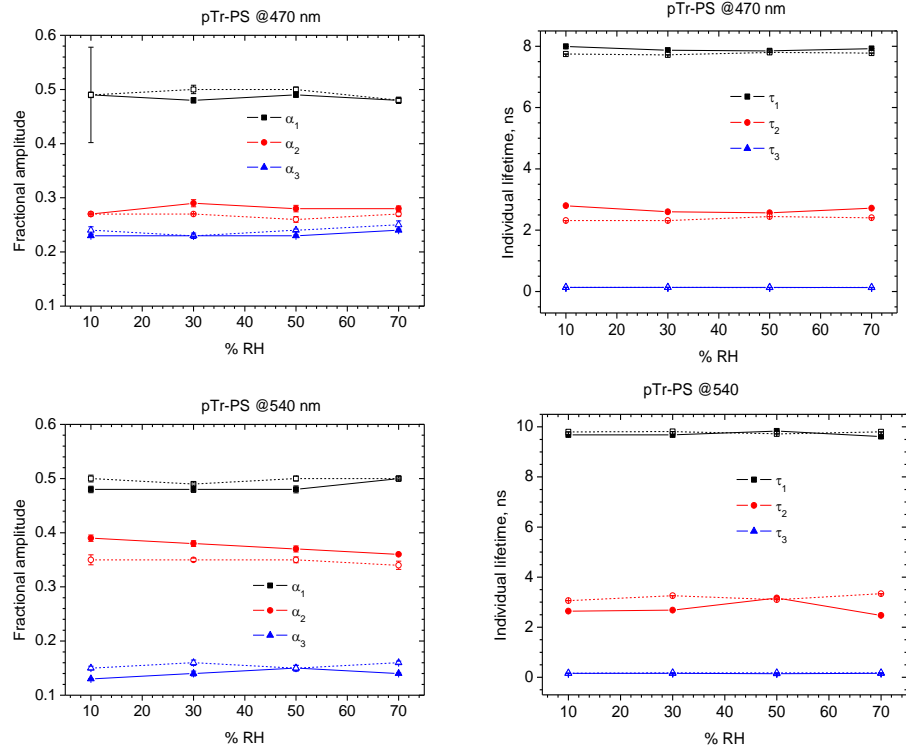 pTr-PS @470 nm
0.6
0.5
0.4
0.3
0.2
0.1
Fractional amplitude
α1
α2
α3
10 20 30 40 50 60 70
% RH
pTr-PS @470 nm
8
6
4
2
0
Individual lifetime, ns
τ1
τ2
τ3
10 20 30 40 50 60 70
% RH
pTr-PS @540 nm
0.6
0.5
0.4
0.3
0.2
0.1
Fractional amplitude
α1
α2
α3
10 20 30 40 50 60 70
% RH
pTr-PS @540
10
8
6
4
2
0
Individual lifetime, ns
τ1
τ2
τ3
10 20 30 40 50 60 70
% RH